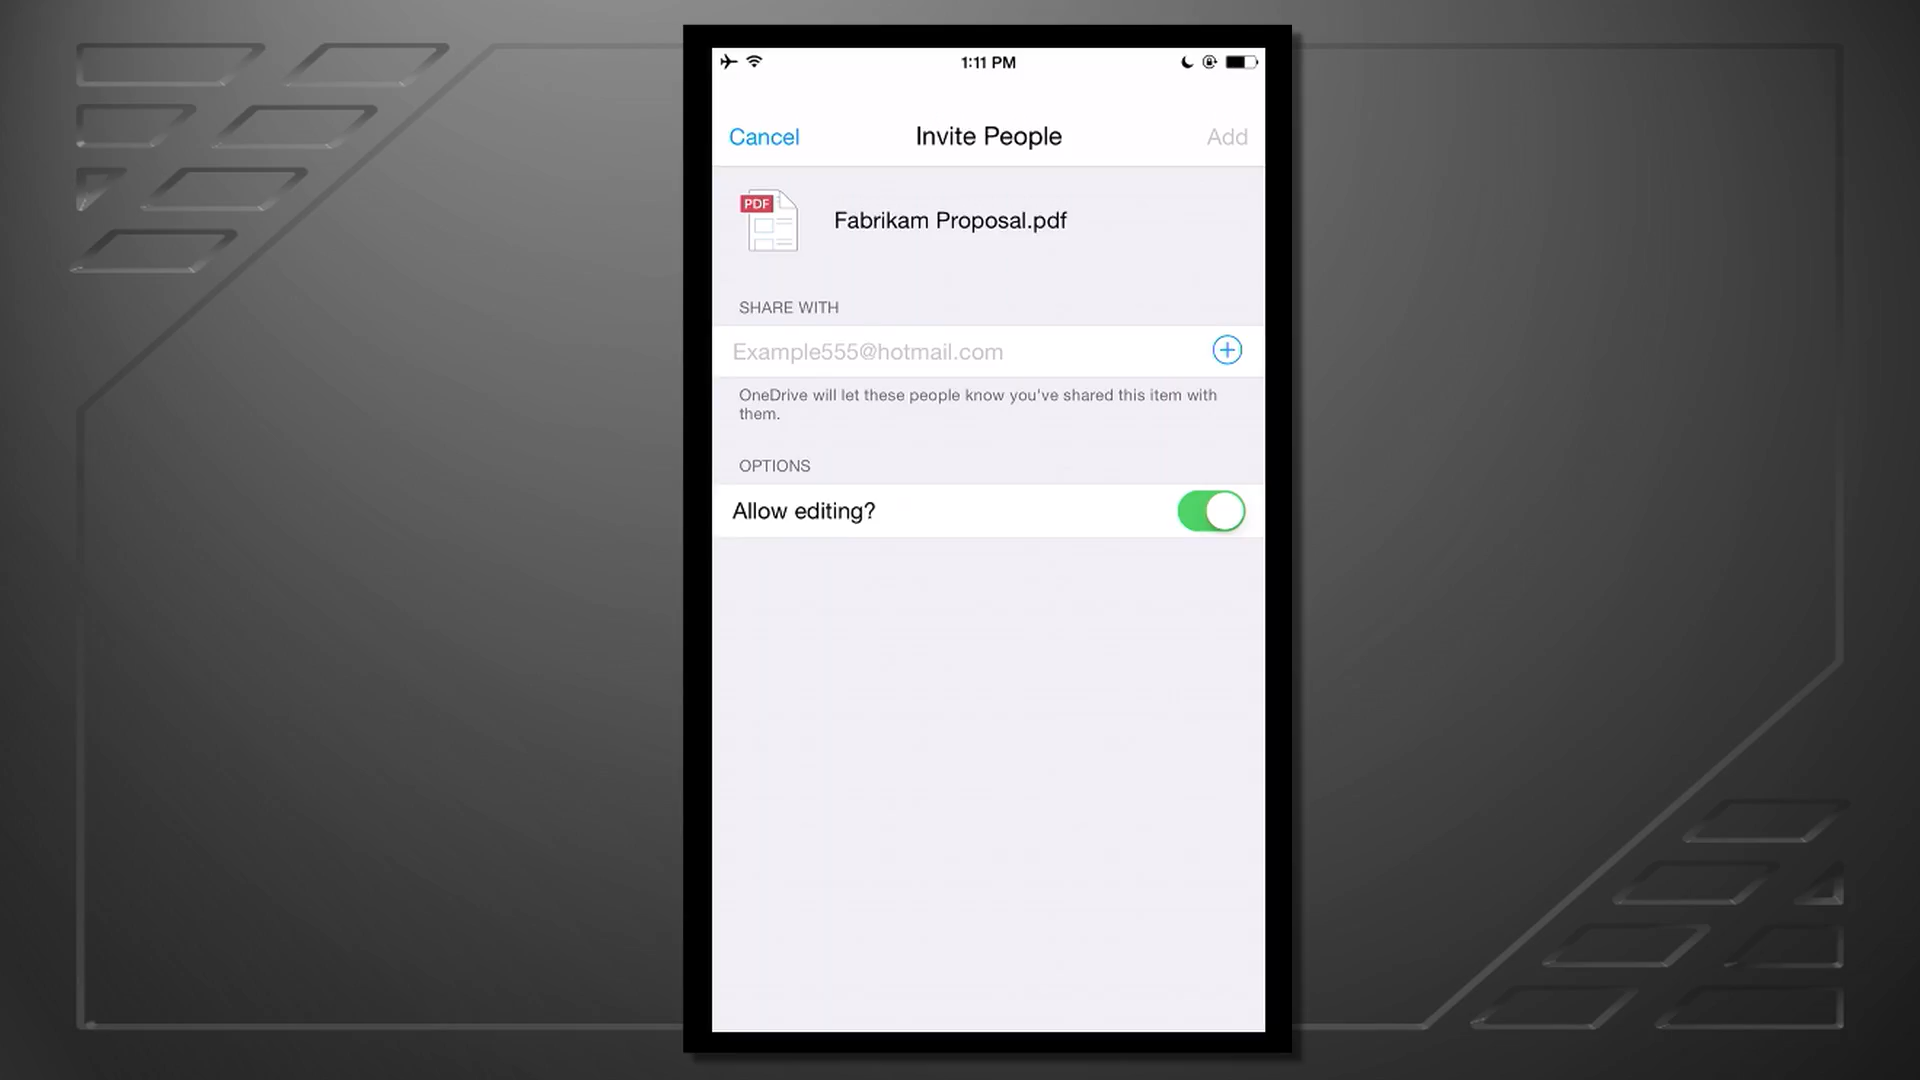 1:11 PM
Cancel
Invite People
Add
PDF
Fabrikam Proposal.pdf
SHARE WITH
Example555@hotmail.com
OneDrive will let these people know you've shared this item with
them.
OPTIONS
Allow editing?